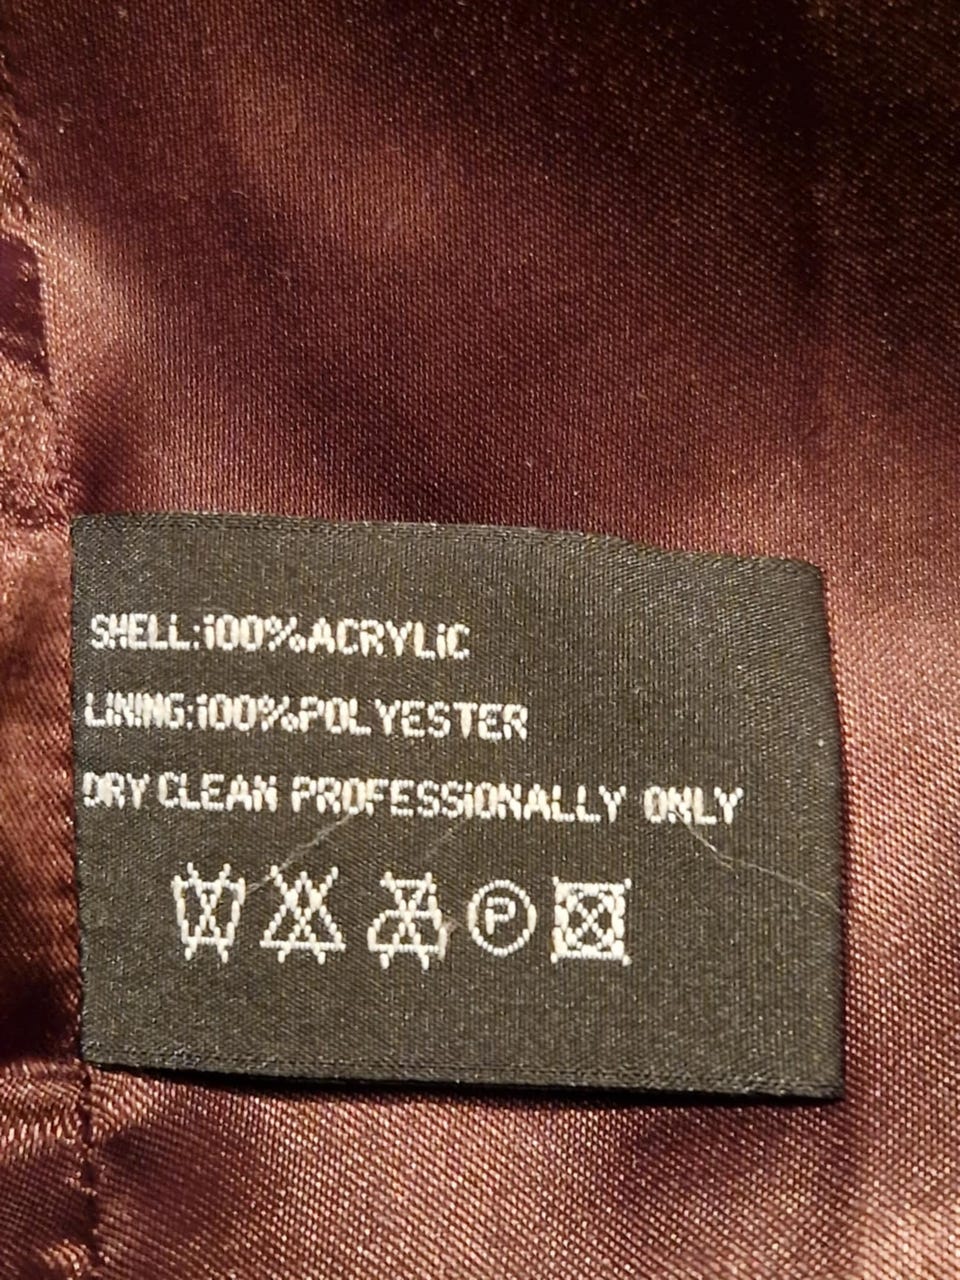 SHELL:100%ACRYLIC
LINING:100%POLYESTER
DRY CLEAN PROFESSIONALLY ONLY
P